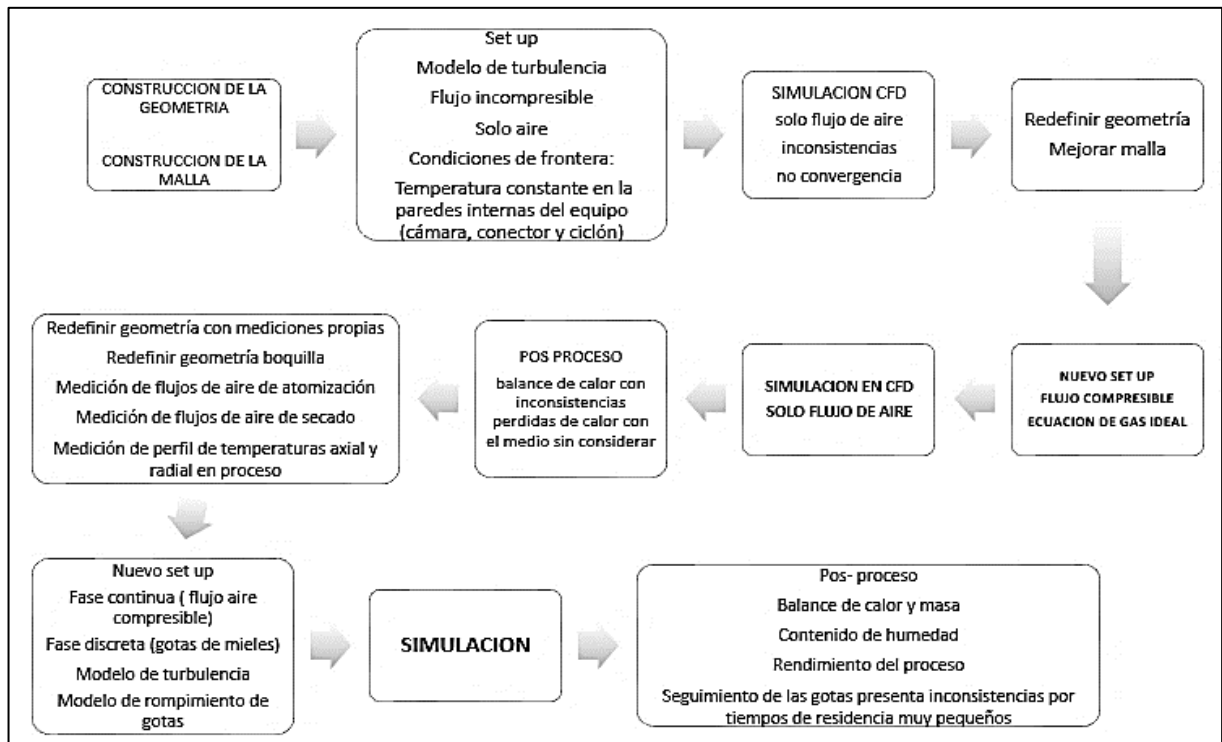 CONSTRUCCION DE LA
GEOMETRIA
CONSTRUCCION DE LA
MALLA
Set up
Modelo de turbulencia
Flujo incompresible
Solo aire
Condiciones de frontera:
Temperatura constante en la
paredes internas del equipo
(cámara, conector y ciclón)
SIMULACION CFD
solo flujo de aire
inconsistencias
no convergencia
Redefinir geometría
Mejorar malla
NUEVO SET UP
FLUJO COMPRESIBLE
ECUACION DE GAS IDEAL
SIMULACION EN CFD
SOLO FLUJO DE AIRE
POS PROCESO
balance de calor con
inconsistencias
perdidas de calor con
el medio sin considerar
Redefinir geometría con mediciones propias
Redefinir geometría boquilla
Medición de flujos de aire de atomización
Medición de flujos de aire de secado
Medición de perfil de temperaturas axial y
radial en proceso
Nuevo set up
Fase continua ( flujo aire
compresible)
Fase discreta (gotas de mieles)
Modelo de turbulencia
Modelo de rompimiento de
gotas
SIMULACION
Pos- proceso
Balance de calor y masa
Contenido de humedad
Rendimiento del proceso
Seguimiento de las gotas presenta inconsistencias por
tiempos de residencia muy pequeños